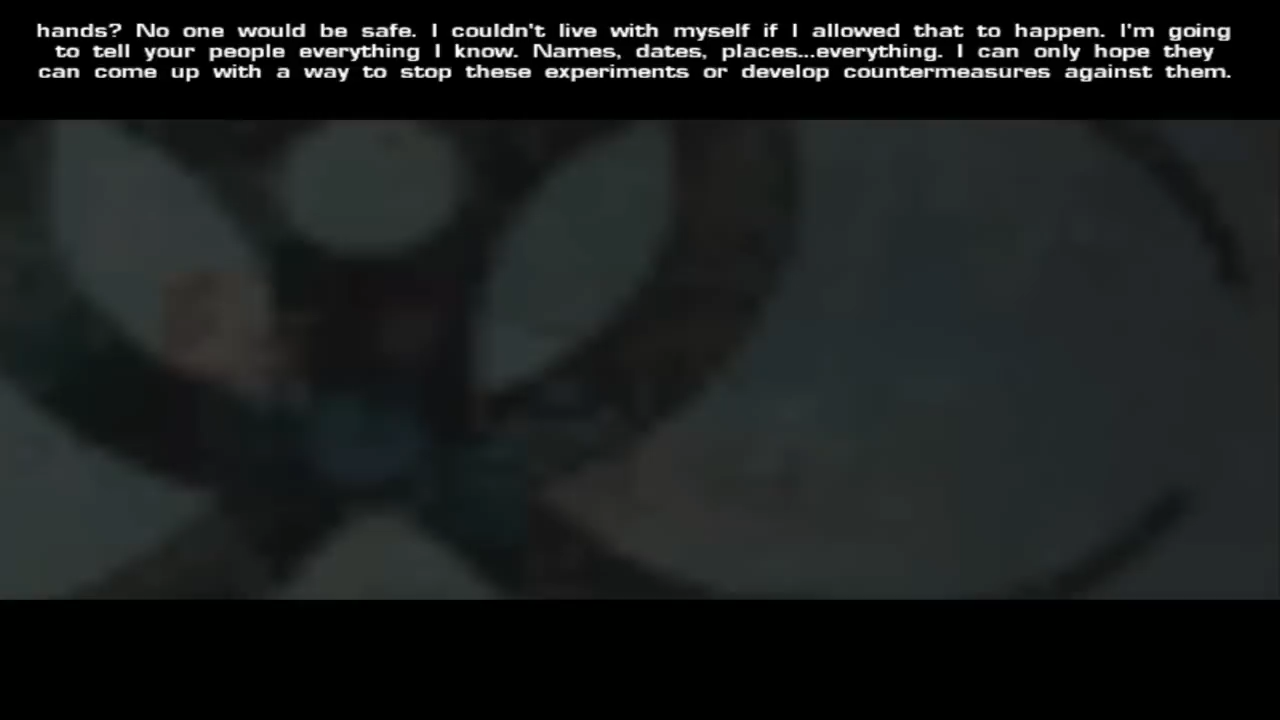 hands? No one would be safe. I couldn't live with myself if I allowed that to happen. I'm going
to tell your people everything I know. Names, dates, places...everything. I can only hope they
can come up with a way to stop these experiments or develop countermeasures against them.